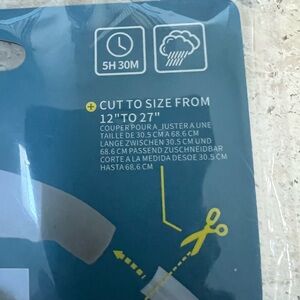 5H 30M
CUT TO SIZE FROM
12" TO 27"
COUPER POUR A_JUSTER A UNE
TAILLE DE 30.5 CM A 68.6 CM
LANGE ZWISCHEN 30.5 CM UND
68.6 CM PASSEND ZUSCHNEIDBAR
CORTE A LA MEDIDA DESDE 30.5 CM
HASTA 68.6 CM